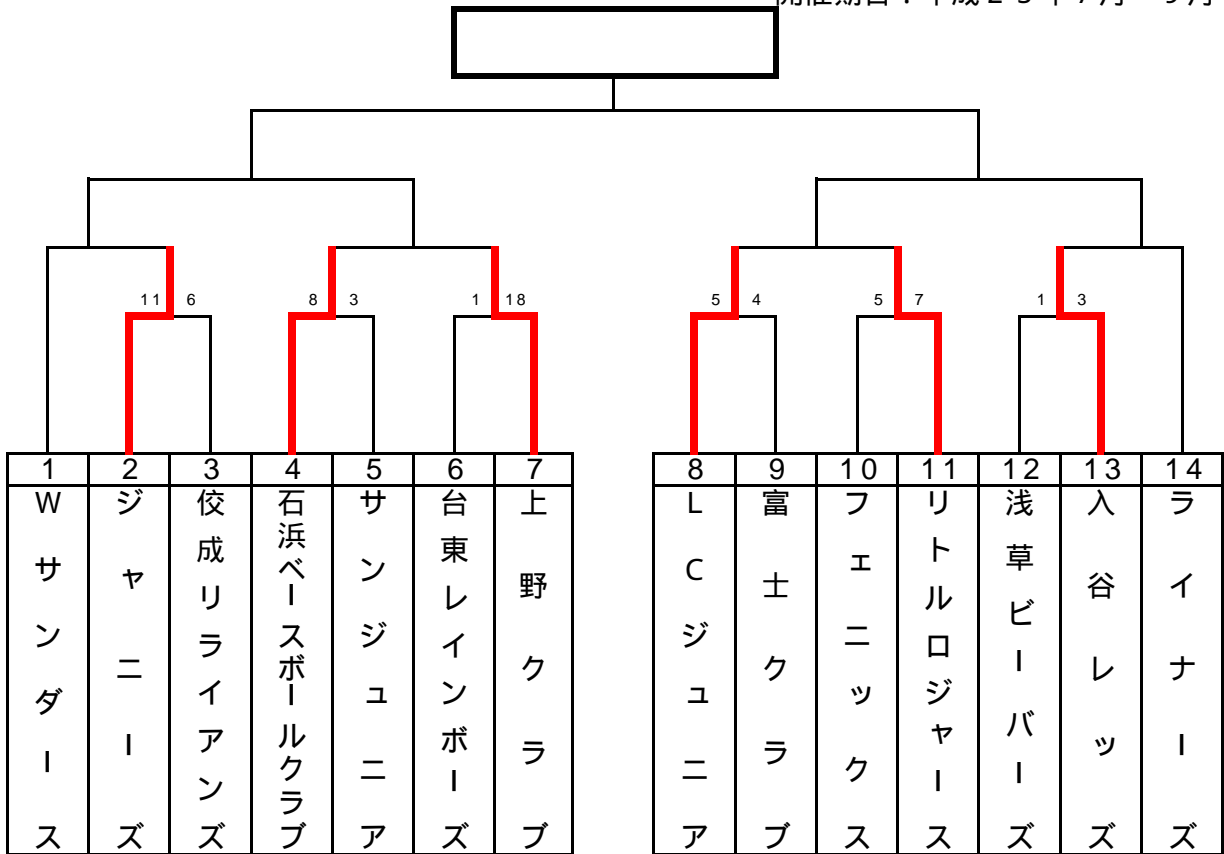 開催期日：平成25年7月 9月
11 6 8 3 1 18 5 4 5 7 1 3
1 2 3 4 5 6 7 8 9 10 11 12 13 14
Wサンダース
ジャニーズ
佼成リライアンズ
石浜ベースボールクラブ
サンジュニア
台東レインボーズ
上野クラブ
LCジュニア
富士クラブ
フェニックス
リトルロジャース
浅草ビーバーズ
入谷レッズ
ライナーズ